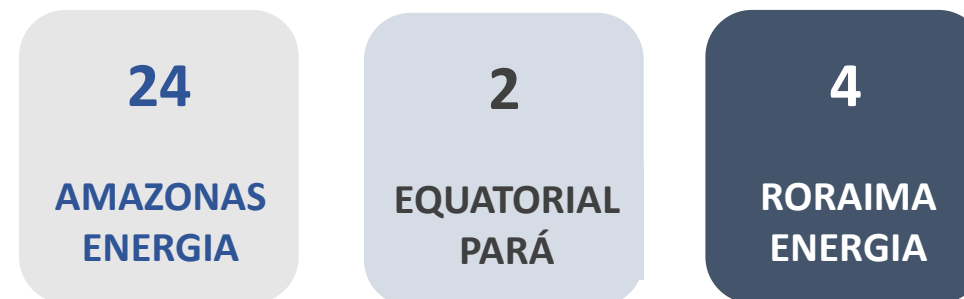 24
AMAZONAS
ENERGIA
2
EQUATORIAL
PARÁ
4
RORAIMA
ENERGIA